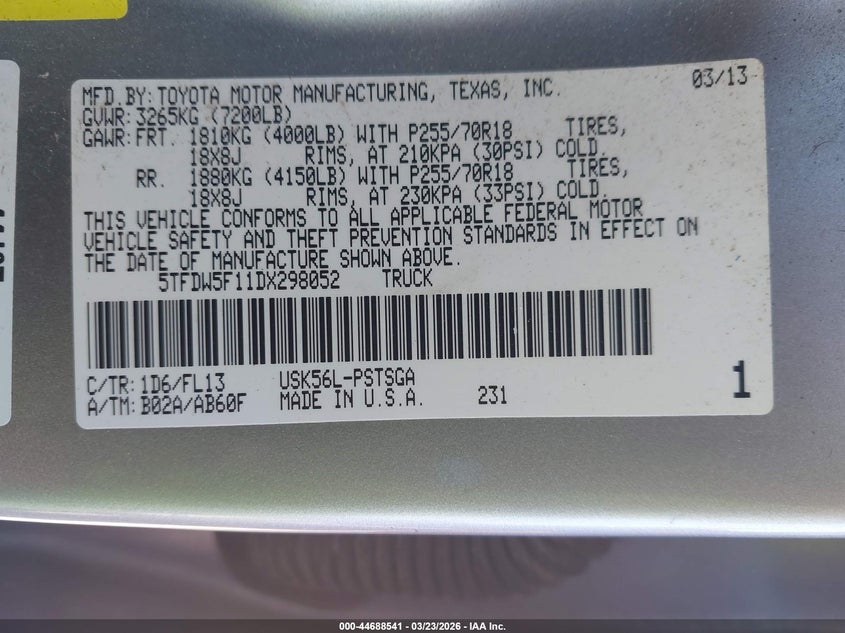 MFD.BY: TOYOTA MOTOR MANUFACTURING, TEXAS, INC. 03/13
GVWR: 3265KG (7200LB)
GAWR: FRT. 1810KG (4000LB) WITH P255/70R18 TIRES,
18X8J RIMS, AT 210KPA (30PSI) COLD.
RR. 1880KG (4150LB) WITH P255/70R18 TIRES,
18X8J RIMS, AT 230KPA (33PSI) COLD.
THIS VEHICLE CONFORMS TO ALL APPLICABLE FEDERAL MOTOR
VEHICLE SAFETY AND THEFT PREVENTION STANDARDS IN EFFECT ON
THE DATE OF MANUFACTURE SHOWN ABOVE.
5TFDW5F11DX298052 TRUCK
C/TR: 1D6/FL13 USK56L-PSTSGA
A/TM: B02A/AB60F MADE IN U.S.A. 231
1
000-44688541 / 03/23/2026 - IAA Inc.